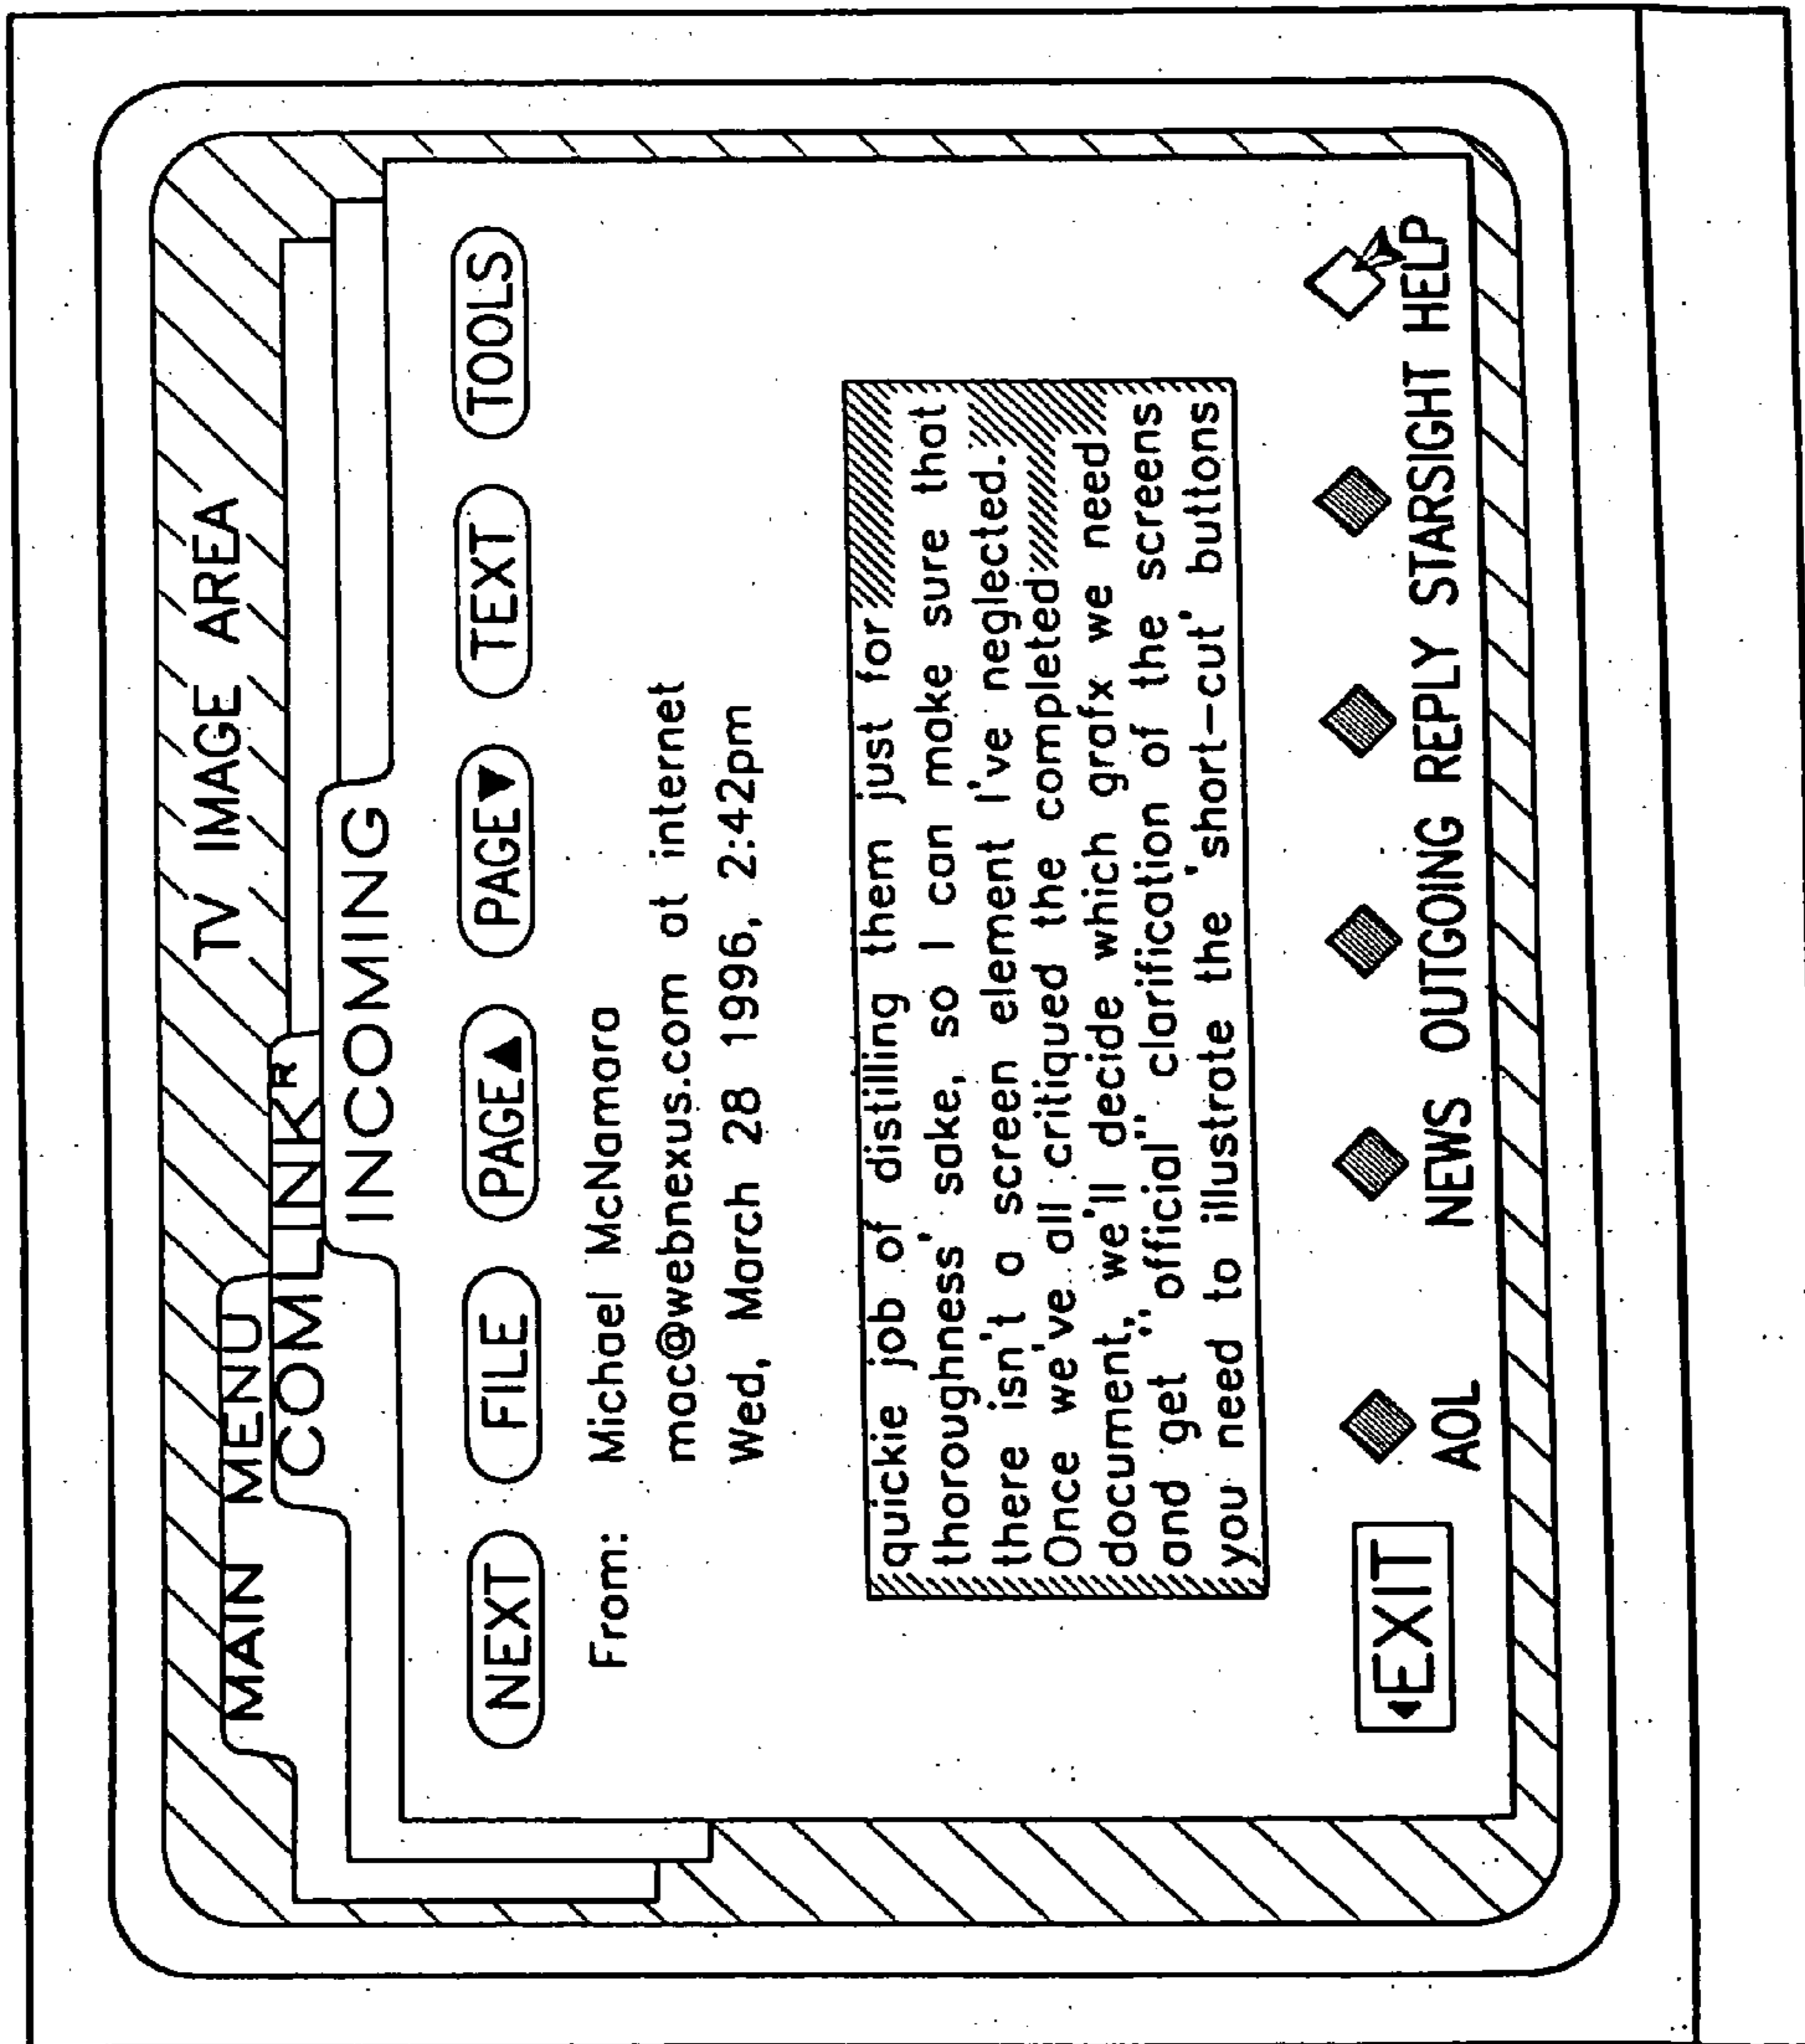 TV IMAGE AREA
MAIN MENU
COMLINKᴿ
INCOMING
NEXT FILE PAGE▲ PAGE▼ TEXT TOOLS
From: Michael McNamara
mac@webnexus.com at internet
Wed, March 28 1996, 2:42pm
quickie job of distilling them just for
thoroughness' sake, so I can make sure that
there isn't a screen element I've neglected.
Once we've all critiqued the completed
document, we'll decide which grafx we need
and get "official" clarification of the screens
you need to illustrate the 'short-cut' buttons
◂EXIT AOL NEWS OUTGOING REPLY STARSIGHT HELP